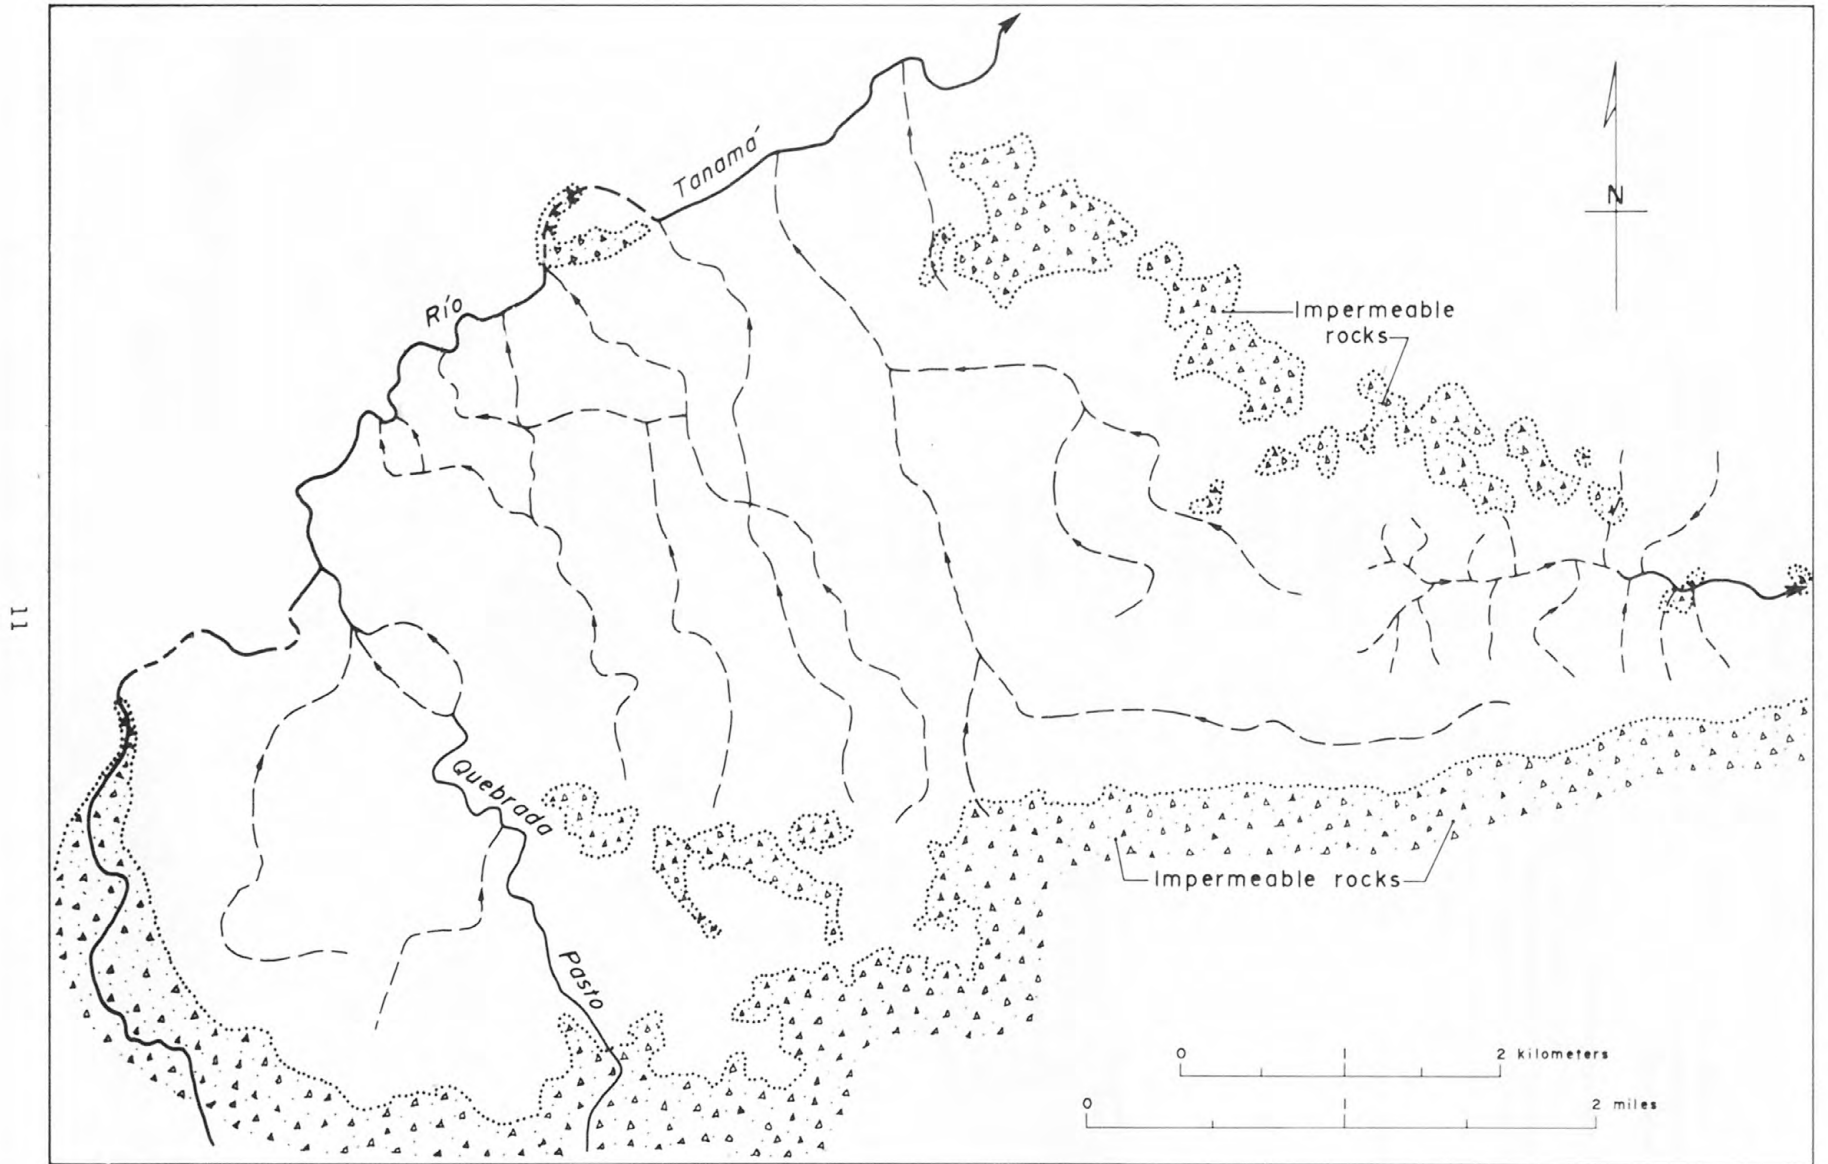 Río
Tanamá
N
Impermeable
rocks
11
Quebrada
Pasto
Impermeable rocks
0 1 2 kilometers
0 1 2 miles